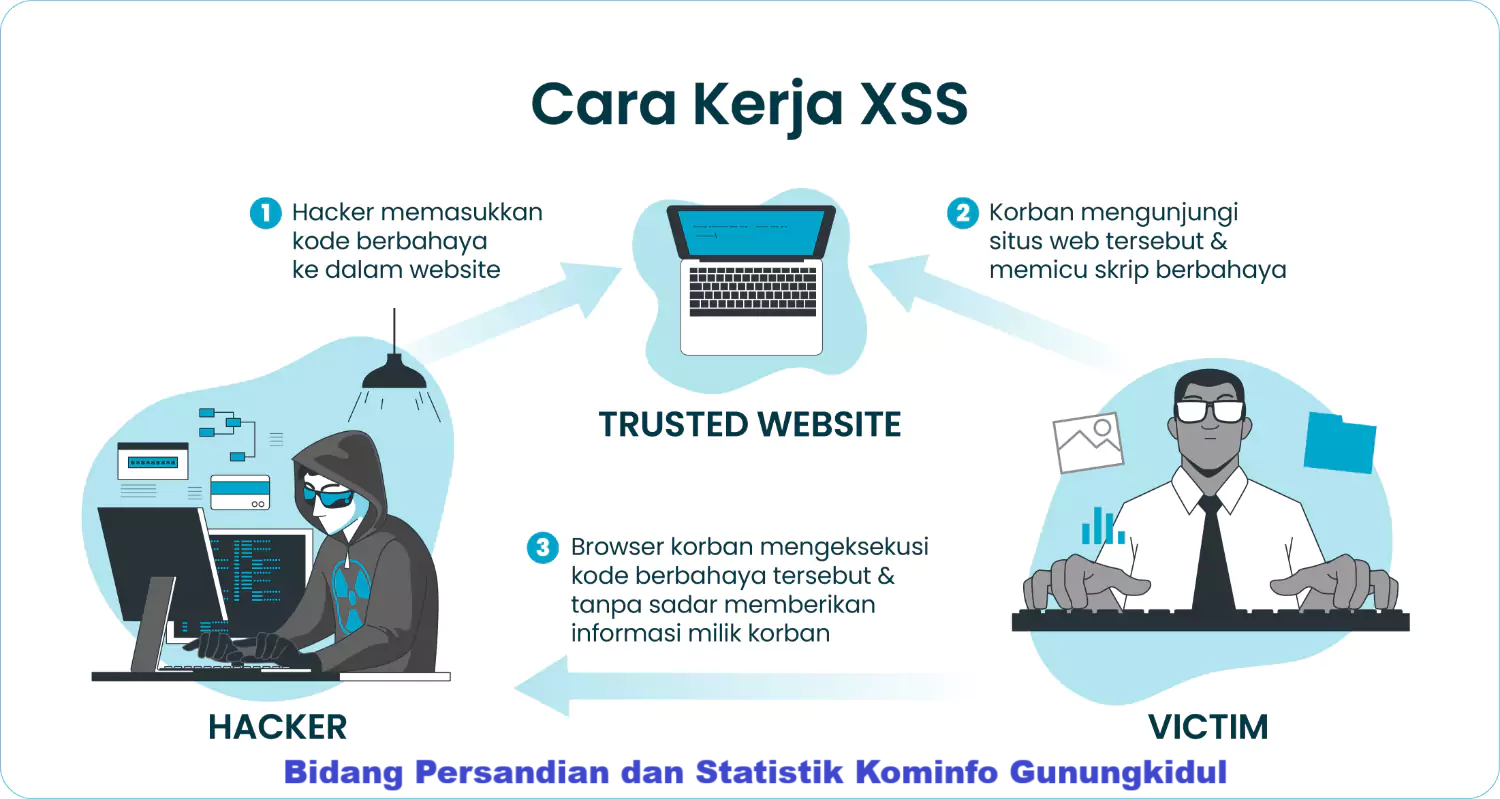 Cara Kerja XSS
1 Hacker memasukkan
kode berbahaya
ke dalam website
2 Korban mengunjungi
situs web tersebut &
memicu skrip berbahaya
TRUSTED WEBSITE
3 Browser korban mengeksekusi
kode berbahaya tersebut &
tanpa sadar memberikan
informasi milik korban
HACKER
VICTIM
Bidang Persandian dan Statistik Kominfo Gunungkidul